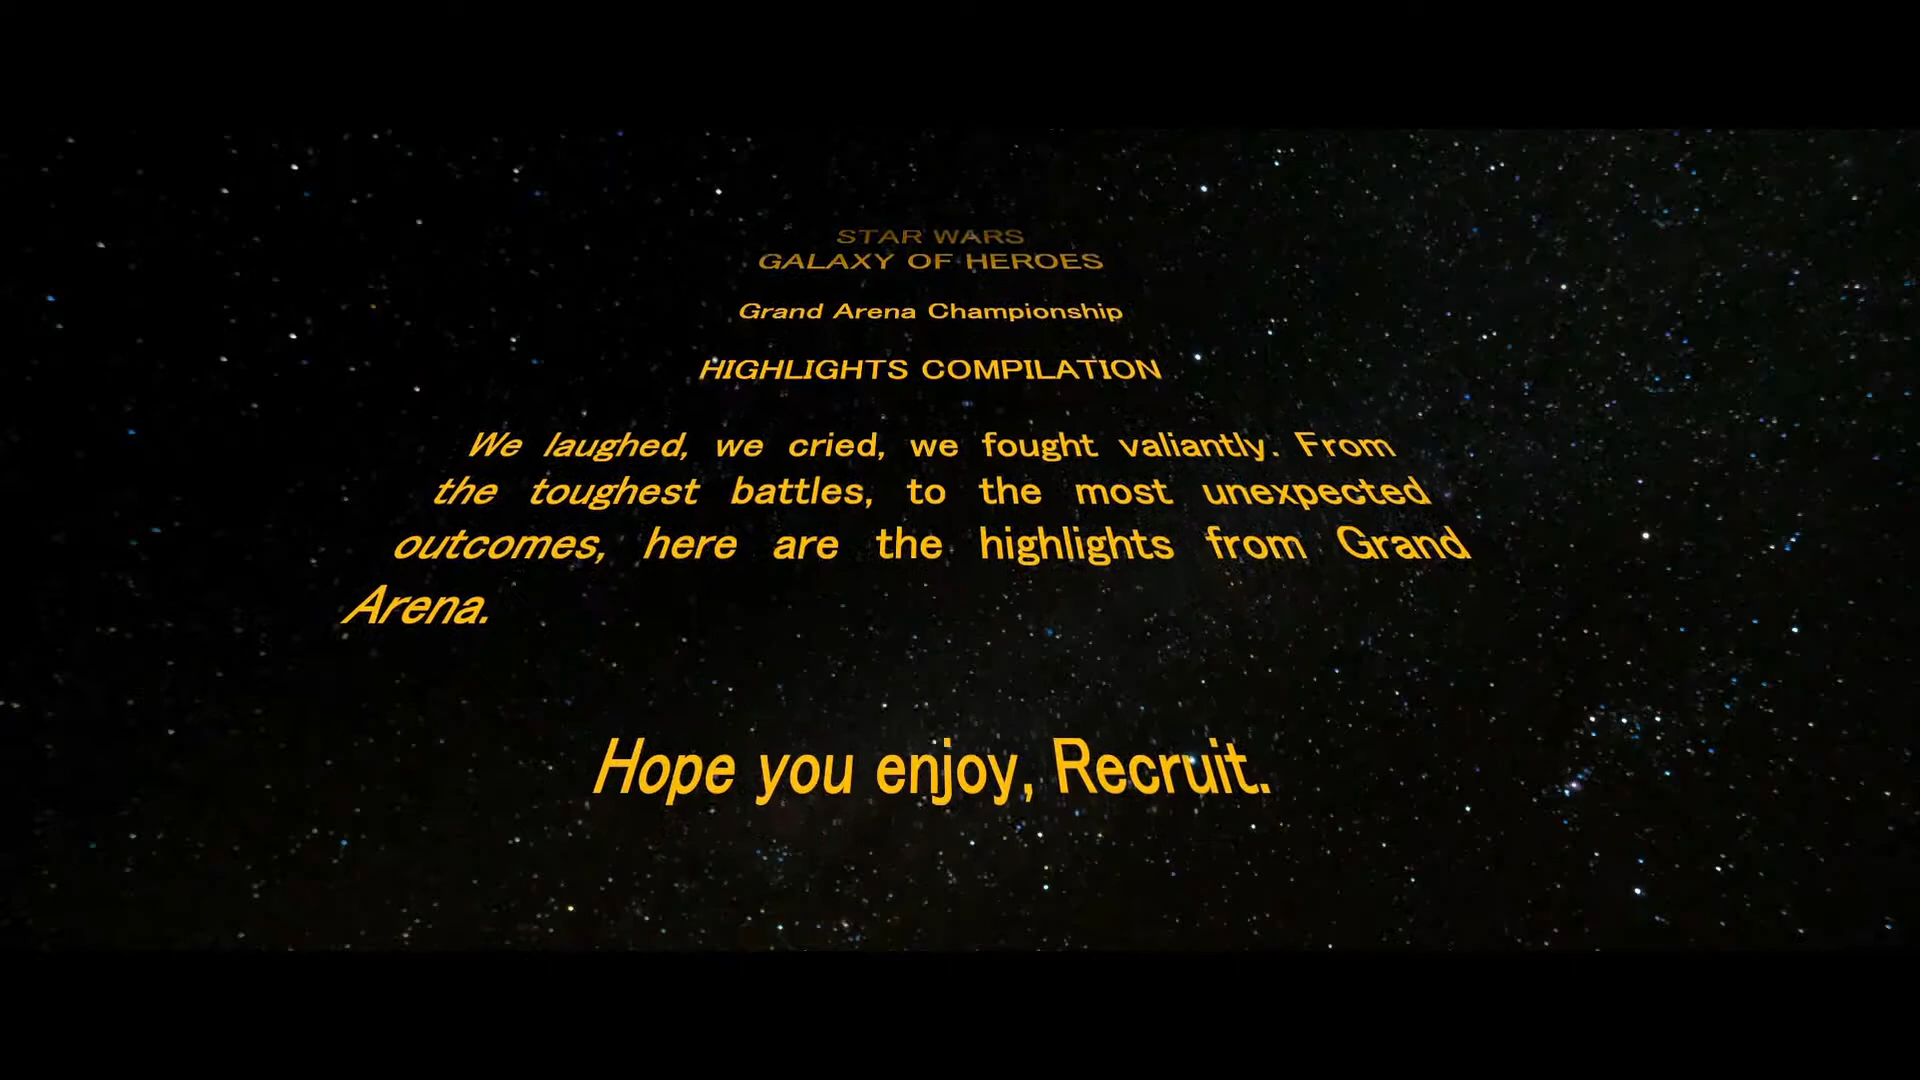 STAR WARS
GALAXY OF HEROES
Grand Arena Championship
HIGHLIGHTS COMPILATION
We laughed, we cried, we fought valiantly. From
the toughest battles, to the most unexpected
outcomes, here are the highlights from Grand
Arena.
Hope you enjoy, Recruit.